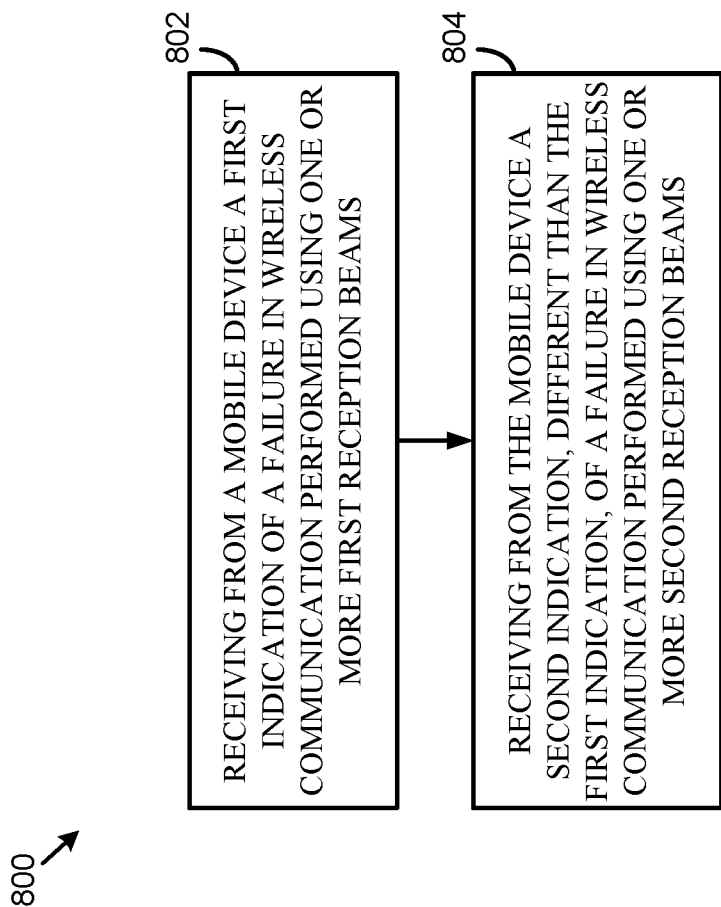 800
802
RECEIVING FROM A MOBILE DEVICE A FIRST
INDICATION OF A FAILURE IN WIRELESS
COMMUNICATION PERFORMED USING ONE OR
MORE FIRST RECEPTION BEAMS
804
RECEIVING FROM THE MOBILE DEVICE A
SECOND INDICATION, DIFFERENT THAN THE
FIRST INDICATION, OF A FAILURE IN WIRELESS
COMMUNICATION PERFORMED USING ONE OR
MORE SECOND RECEPTION BEAMS